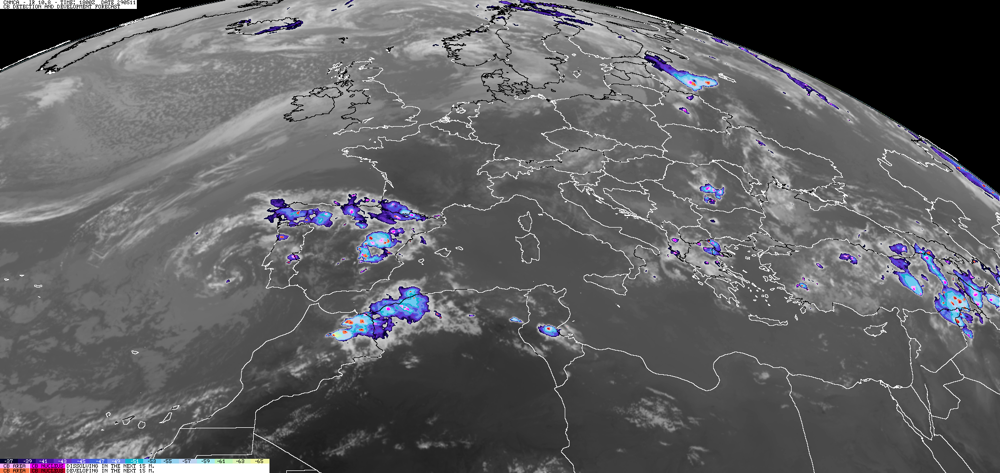 CNMCA - IR 10.8 - TIME: 1800Z DATE 290511
CB DETECTION AND DEVELOPMENT FORECAST
-37 -39 -41 -43 -45 -47 -49 -51 -53 -55 -57 -59 -61 -63 -65
CB AREA CB NUCLEUS DISSOLVING IN THE NEXT 15 M.
CB AREA CB NUCLEUS DEVELOPING IN THE NEXT 15 M.